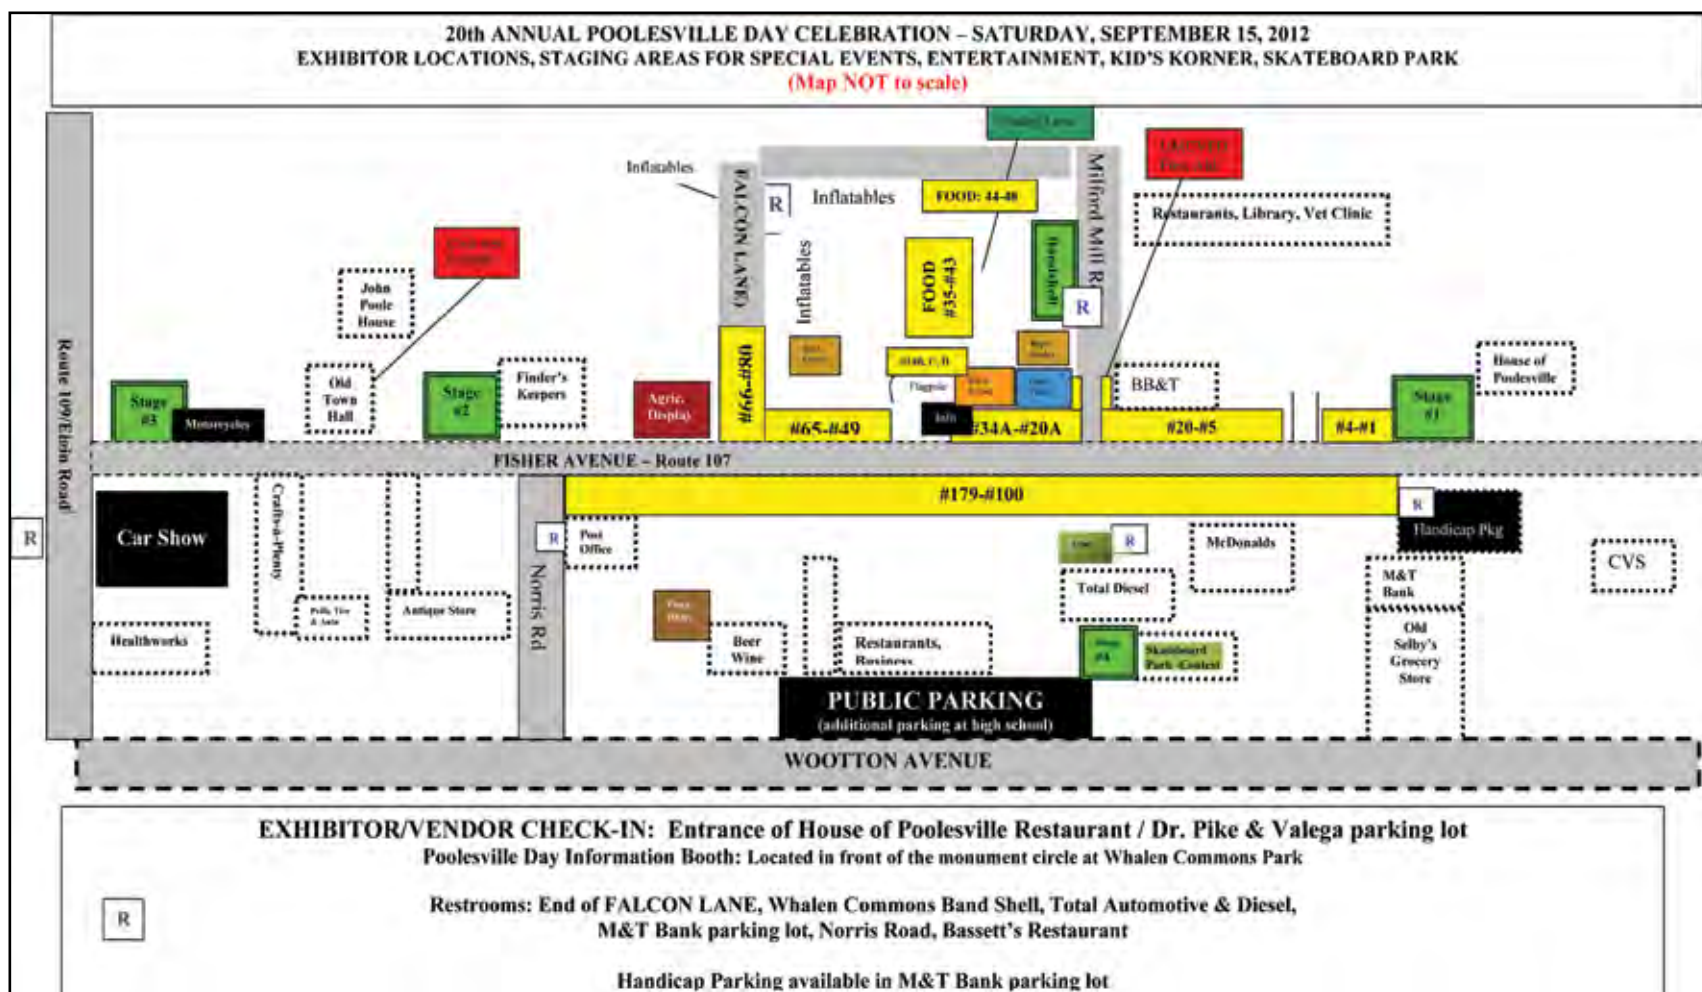 20th ANNUAL POOLESVILLE DAY CELEBRATION – SATURDAY, SEPTEMBER 15, 2012
EXHIBITOR LOCATIONS, STAGING AREAS FOR SPECIAL EVENTS, ENTERTAINMENT, KID'S KORNER, SKATEBOARD PARK
(Map NOT to scale)
Inflatables
FALCON LANE)
R
Inflatables
FOOD: 44-48
Milford Mill R
Restaurants, Library, Vet Clinic
Inflatables
FOOD
#35-#43
Bandshell
R
John
Poole
House
Route 109/Elgin Road
Stage
#3
Motorcycles
Old
Town
Hall
Stage
#2
Finder's
Keepers
Agric.
Display
#66-#80
#65-#49
Flagpole
Info
#34A-#20A
BB&T
#20-#5
#4-#1
Stage
#1
House of
Poolesville
FISHER AVENUE – Route 107
#179-#100
R
Car Show
Crafts-a-Plenty
R
Post
Office
R
McDonalds
R
Handicap Pkg
CVS
Norris Rd
Total Diesel
M&T
Bank
Antique Store
Healthworks
Beer
Wine
Restaurants,
Business
Stage
#4
Skateboard
Park -Contest
Old
Selby's
Grocery
Store
PUBLIC PARKING
(additional parking at high school)
WOOTTON AVENUE
EXHIBITOR/VENDOR CHECK-IN: Entrance of House of Poolesville Restaurant / Dr. Pike & Valega parking lot
Poolesville Day Information Booth: Located in front of the monument circle at Whalen Commons Park
R
Restrooms: End of FALCON LANE, Whalen Commons Band Shell, Total Automotive & Diesel,
M&T Bank parking lot, Norris Road, Bassett's Restaurant
Handicap Parking available in M&T Bank parking lot